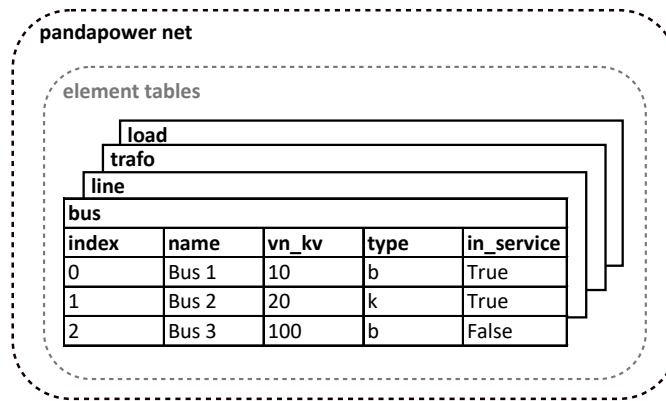 pandapower net
element tables
load
trafo
line
bus
index name vn_kv type in_service
0 Bus 1 10 b True
1 Bus 2 20 k True
2 Bus 3 100 b False